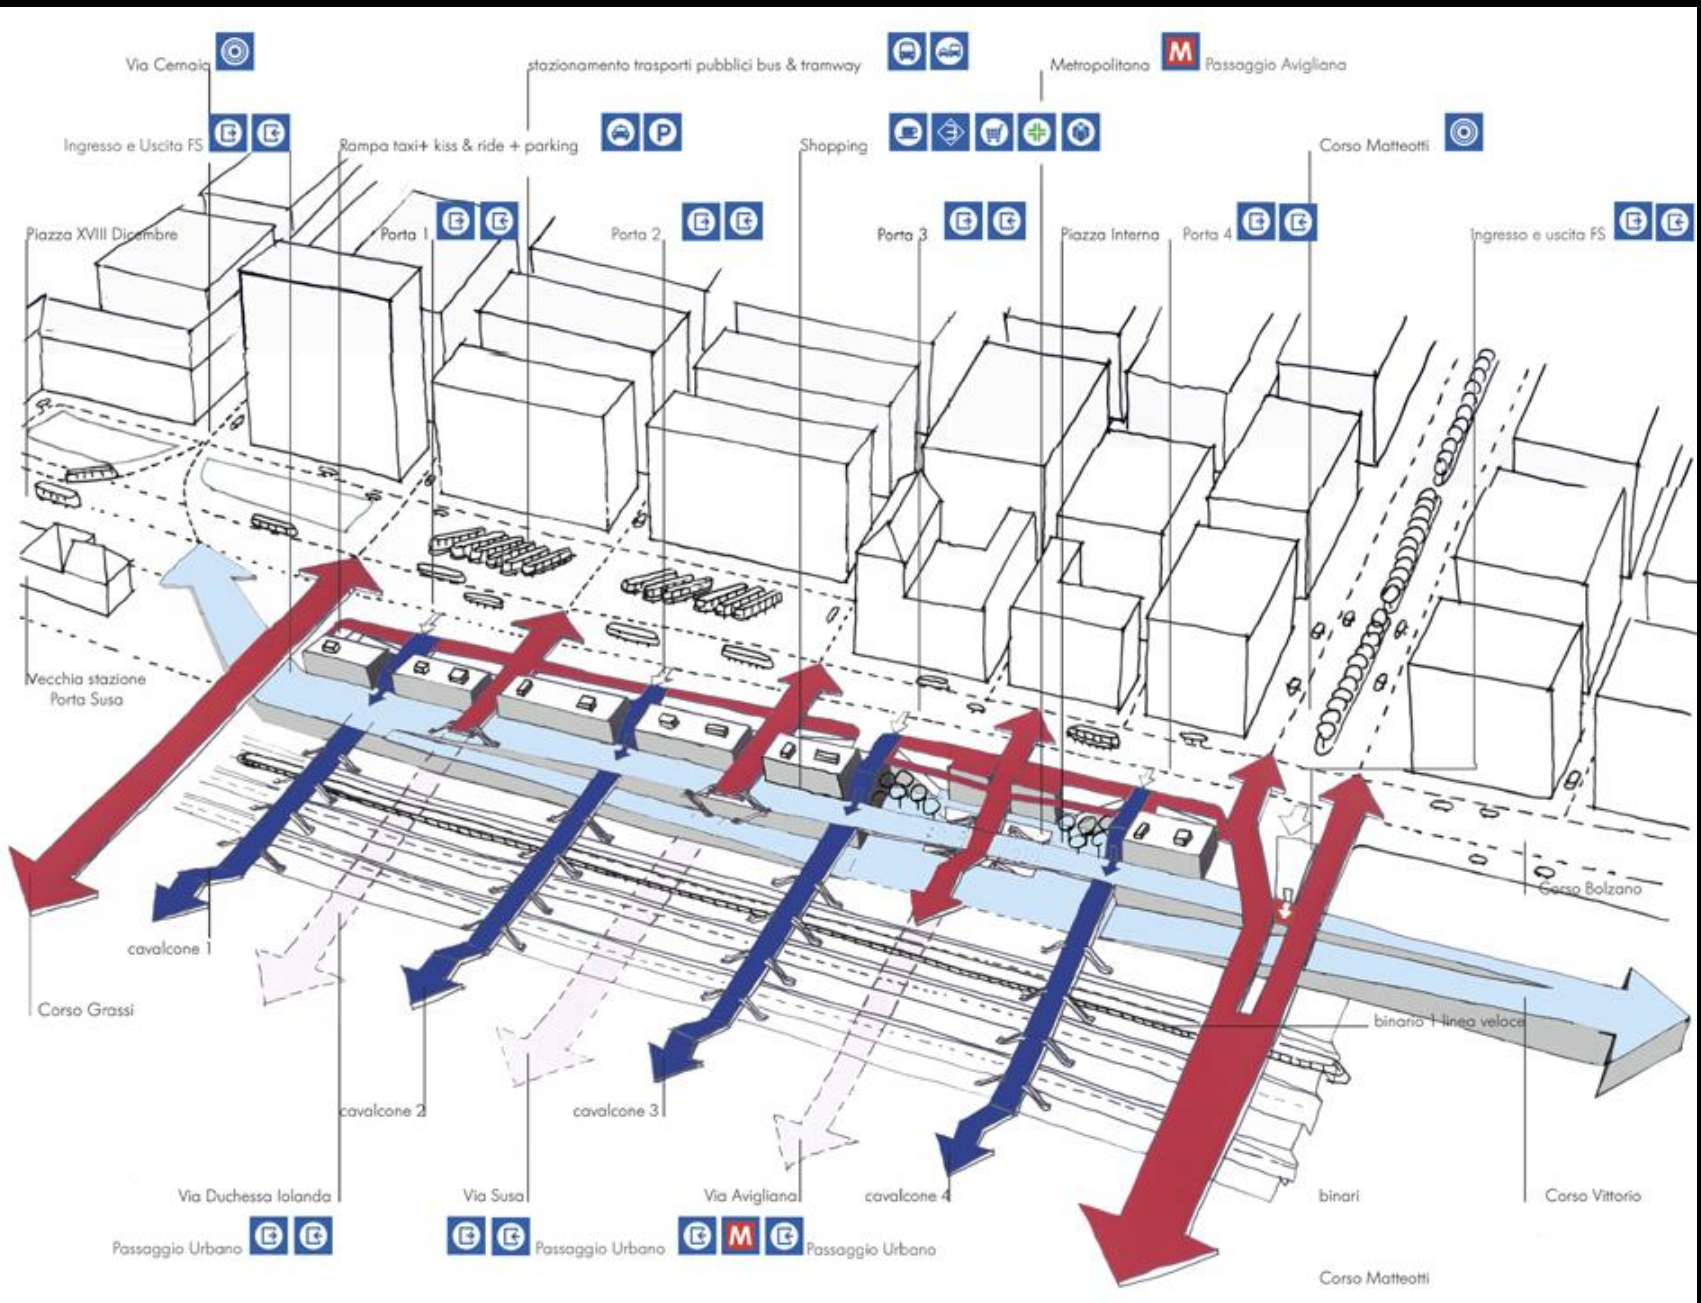 Via Cernaia
stazionamento trasporti pubblici bus & tramway
Metropolitana M Passaggio Avigliana
Ingresso e Uscita FS
Rampa taxi+ kiss & ride + parking P
Shopping
Corso Matteotti
Piazza XVIII Dicembre
Porta 1
Porta 2
Porta 3
Piazza Interna
Porta 4
Ingresso e uscita FS
Vecchia stazione
Porta Susa
Corso Bolzano
cavalcone 1
Corso Grassi
binario 1 linea veloce
cavalcone 2
cavalcone 3
Via Duchessa Iolanda
Via Susa
Via Avigliana
cavalcone 4
binari
Corso Vittorio
Passaggio Urbano
Passaggio Urbano
M Passaggio Urbano
Corso Matteotti